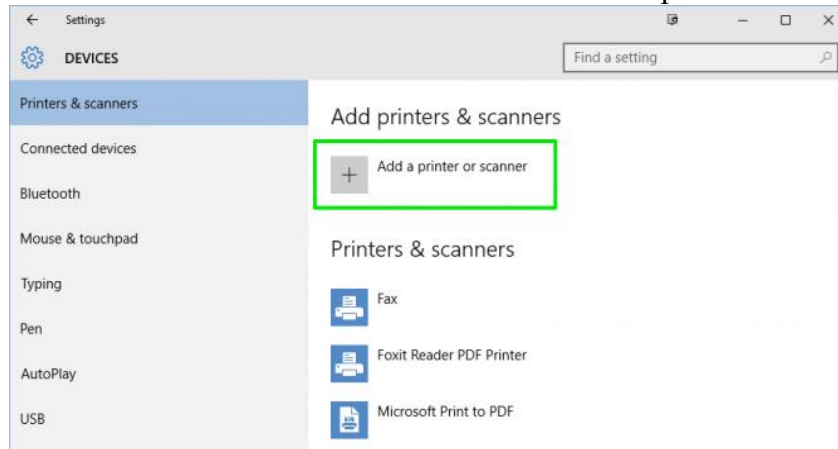 Settings
DEVICES
Find a setting
Printers & scanners
Connected devices
Bluetooth
Mouse & touchpad
Typing
Pen
AutoPlay
USB
Add printers & scanners
Add a printer or scanner
Printers & scanners
Fax
Foxit Reader PDF Printer
Microsoft Print to PDF